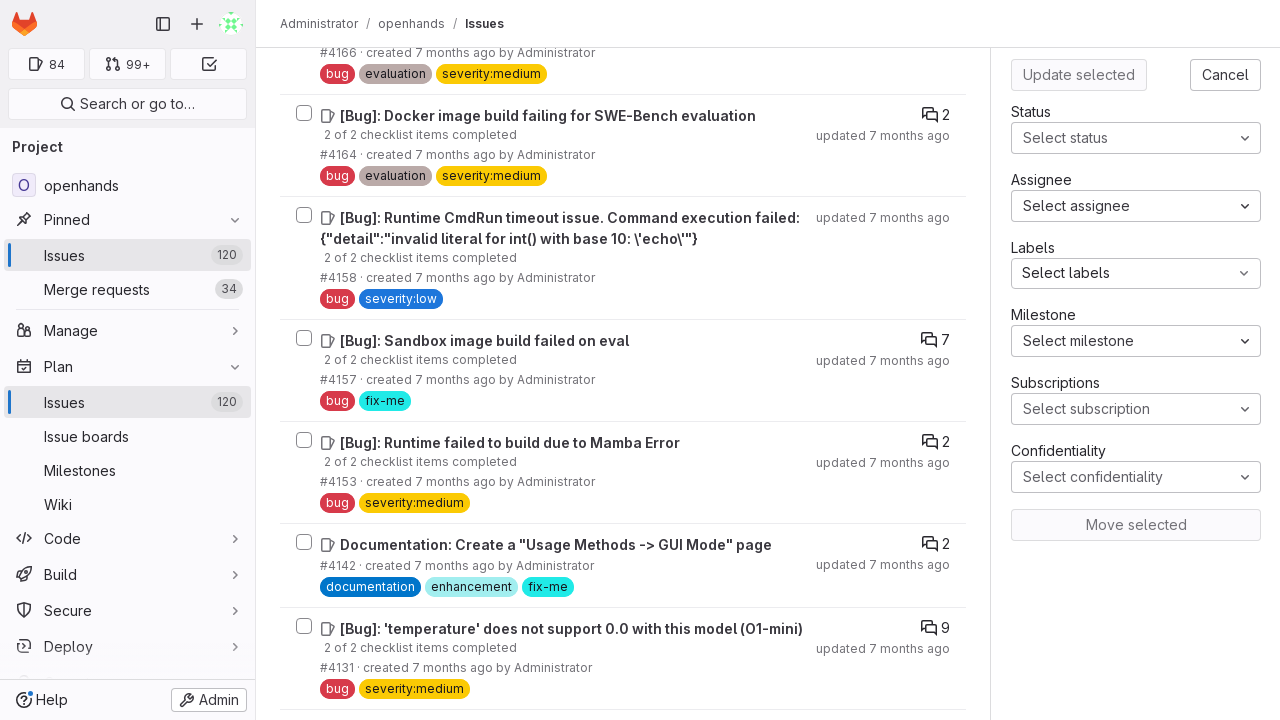 Administrator / openhands / Issues
84
99+
Search or go to…
Project
O openhands
Pinned
Issues 120
Merge requests 34
Manage
Plan
Issues 120
Issue boards
Milestones
Wiki
Code
Build
Secure
Deploy
Help
Admin
#4166 · created 7 months ago by Administrator
bug evaluation severity:medium
[Bug]: Docker image build failing for SWE-Bench evaluation 2
2 of 2 checklist items completed updated 7 months ago
#4164 · created 7 months ago by Administrator
bug evaluation severity:medium
[Bug]: Runtime CmdRun timeout issue. Command execution failed: updated 7 months ago
{"detail":"invalid literal for int() with base 10: \'echo\'"}
2 of 2 checklist items completed
#4158 · created 7 months ago by Administrator
bug severity:low
[Bug]: Sandbox image build failed on eval 7
2 of 2 checklist items completed updated 7 months ago
#4157 · created 7 months ago by Administrator
bug fix-me
[Bug]: Runtime failed to build due to Mamba Error 2
2 of 2 checklist items completed updated 7 months ago
#4153 · created 7 months ago by Administrator
bug severity:medium
Documentation: Create a "Usage Methods -> GUI Mode" page 2
#4142 · created 7 months ago by Administrator updated 7 months ago
documentation enhancement fix-me
[Bug]: 'temperature' does not support 0.0 with this model (O1-mini) 9
2 of 2 checklist items completed updated 7 months ago
#4131 · created 7 months ago by Administrator
bug severity:medium
Update selected Cancel
Status
Select status
Assignee
Select assignee
Labels
Select labels
Milestone
Select milestone
Subscriptions
Select subscription
Confidentiality
Select confidentiality
Move selected